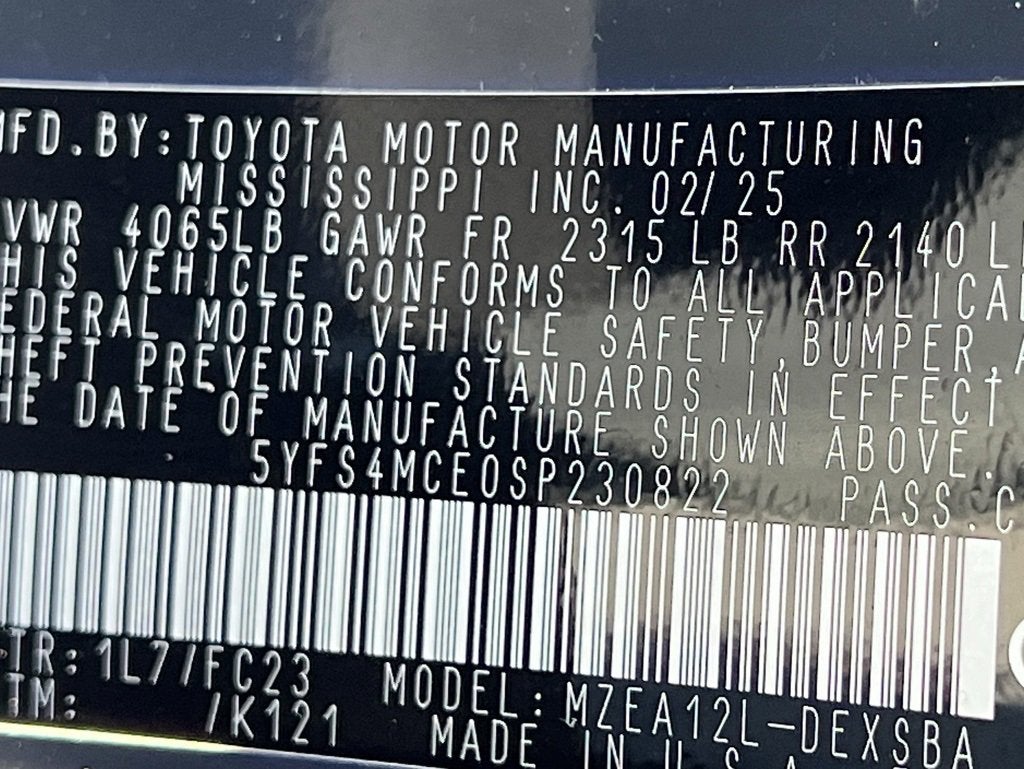 MFD. BY: TOYOTA MOTOR MANUFACTURING
MISSISSIPPI INC. 02/25
VWR 4065LB GAWR FR 2315 LB RR 2140 L
HIS VEHICLE CONFORMS TO ALL APPLICA
EDERAL MOTOR VEHICLE SAFETY, BUMPER, A
HEFT PREVENTION STANDARDS IN EFFECT
HE DATE OF MANUFACTURE SHOWN ABOVE.
5YFS4MCE0SP230822 PASS.C
TR: 1L7/FC23 MODEL: MZEA12L-DEXSBA
TM: /K121 MADE IN U.S.A.